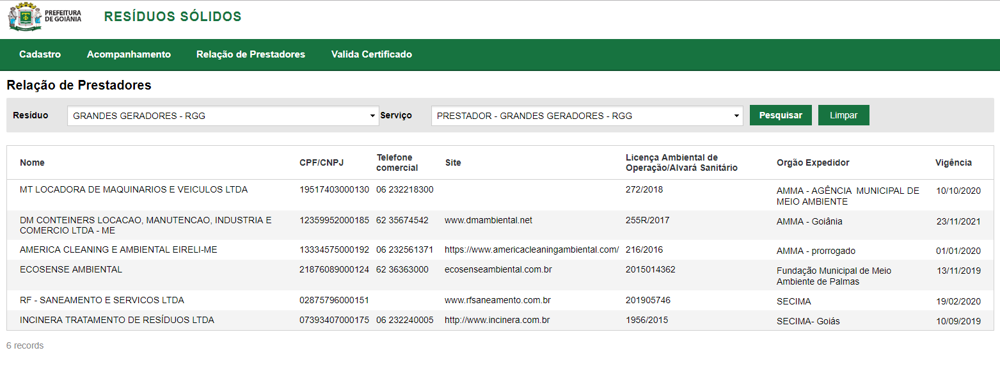 PREFEITURA
DE GOIÂNIA
RESÍDUOS SÓLIDOS
Cadastro Acompanhamento Relação de Prestadores Valida Certificado
Relação de Prestadores
Resíduo GRANDES GERADORES - RGG Serviço PRESTADOR - GRANDES GERADORES - RGG Pesquisar Limpar
Nome CPF/CNPJ Telefone comercial Site Licença Ambiental de Operação/Alvará Sanitário Orgão Expedidor Vigência
MT LOCADORA DE MAQUINARIOS E VEICULOS LTDA 19517403000130 06 232218300 272/2018 AMMA - AGÊNCIA MUNICIPAL DE MEIO AMBIENTE 10/10/2020
DM CONTEINERS LOCACAO, MANUTENCAO, INDUSTRIA E COMERCIO LTDA - ME 12359952000185 62 35674542 www.dmambiental.net 255R/2017 AMMA - Goiânia 23/11/2021
AMERICA CLEANING E AMBIENTAL EIRELI-ME 13334575000192 06 232561371 https://www.americacleaningambiental.com/ 216/2016 AMMA - prorrogado 01/01/2020
ECOSENSE AMBIENTAL 21876089000124 62 36363000 ecosenseambiental.com.br 2015014362 Fundação Municipal de Meio Ambiente de Palmas 13/11/2019
RF - SANEAMENTO E SERVICOS LTDA 02875796000151 www.rfsaneamento.com.br 201905746 SECIMA 19/02/2020
INCINERA TRATAMENTO DE RESÍDUOS LTDA 07393407000175 06 232240005 http://www.incinera.com.br 1956/2015 SECIMA- Goiás 10/09/2019
6 records